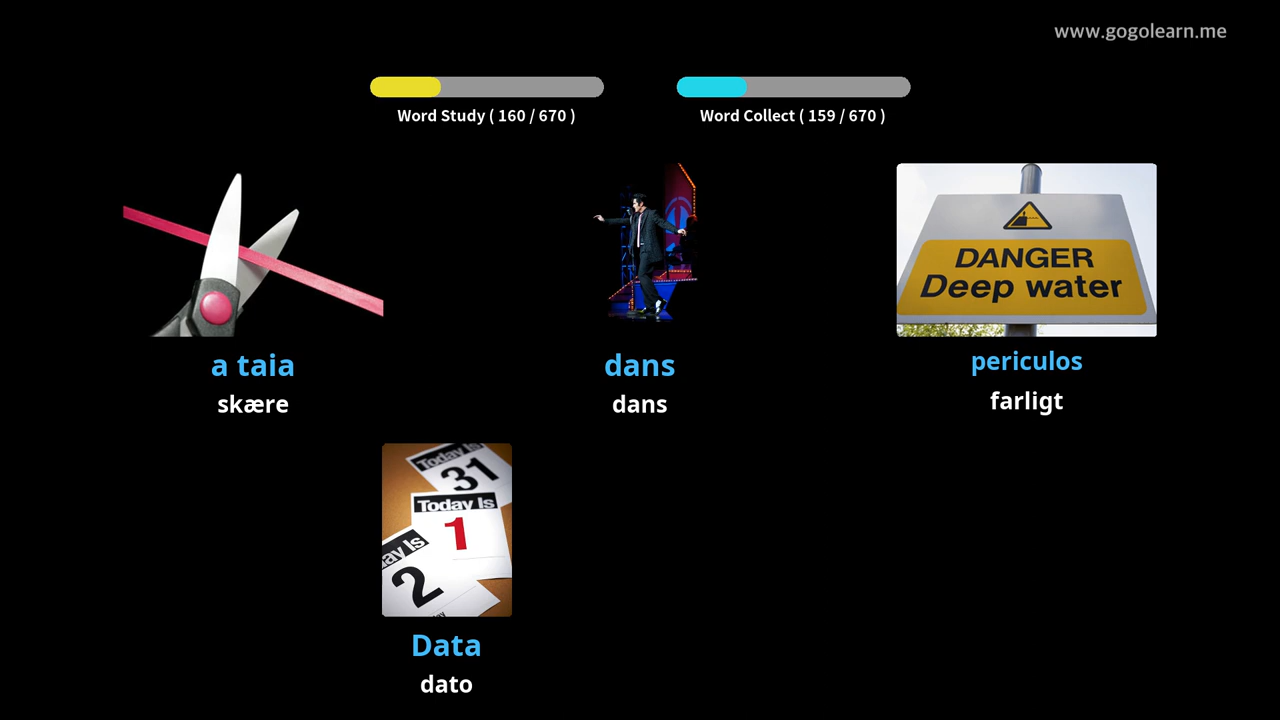 www.gogolearn.me
Word Study ( 160 / 670 )
Word Collect ( 159 / 670 )
DANGER
Deep water
a taia
skære
dans
dans
periculos
farligt
Today Is
31
Today Is
1
ay Is
2
Data
dato